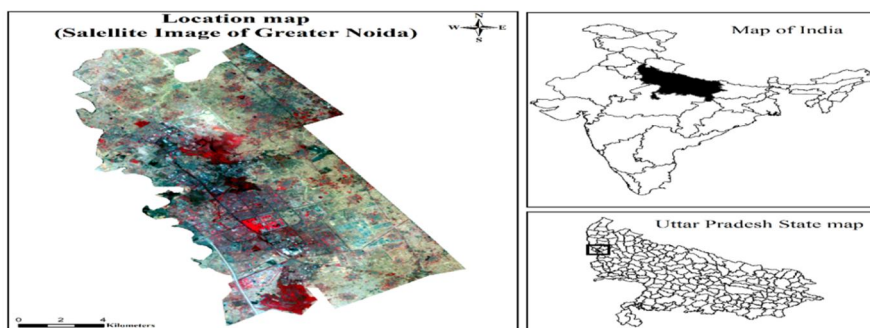 Location map
(Salellite Image of Greater Noida)
N
W E
S
0 2 4
Kilometers
Map of India
Uttar Pradesh State map